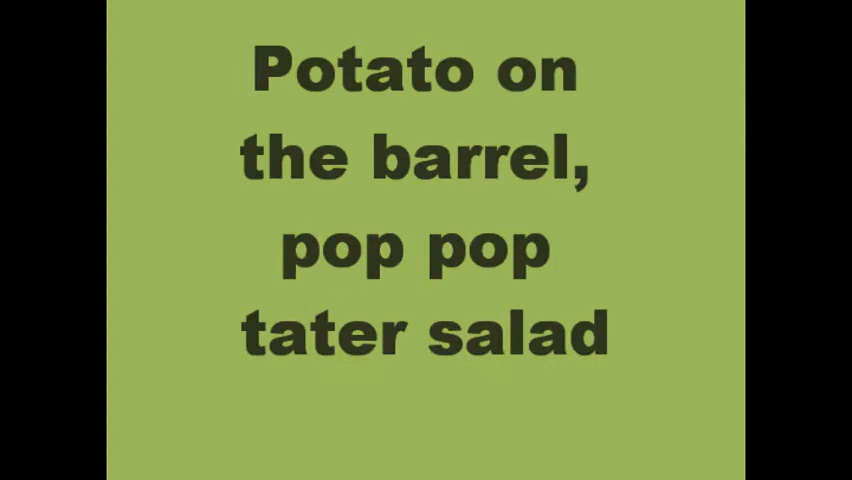 Potato on
the barrel,
pop pop
tater salad